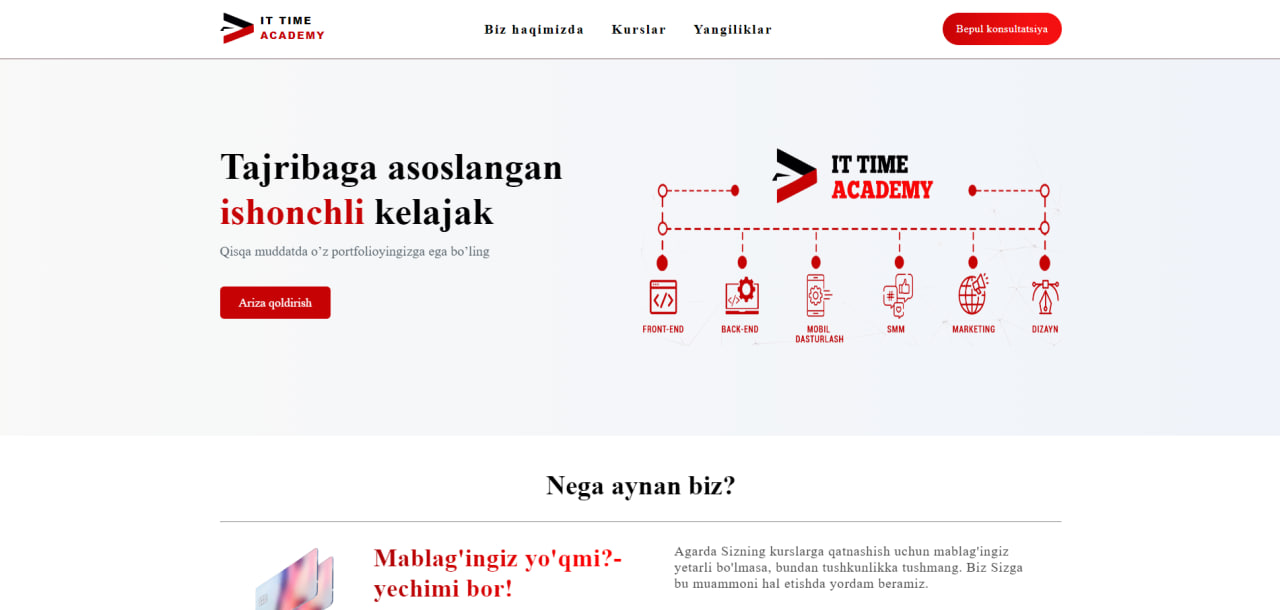 IT TIME
ACADEMY
Biz haqimizda
Kurslar
Yangiliklar
Bepul konsultatsiya
Tajribaga asoslangan
ishonchli kelajak
Qisqa muddatda o’z portfolioyingizga ega bo’ling
Ariza qoldirish
IT TIME
ACADEMY
FRONT-END
BACK-END
MOBIL
DASTURLASH
SMM
MARKETING
DIZAYN
Nega aynan biz?
Mablag'ingiz yo'qmi?-
yechimi bor!
Agarda Sizning kurslarga qatnashish uchun mablag'ingiz
yetarli bo'lmasa, bundan tushkunlikka tushmang. Biz Sizga
bu muammoni hal etishda yordam beramiz.